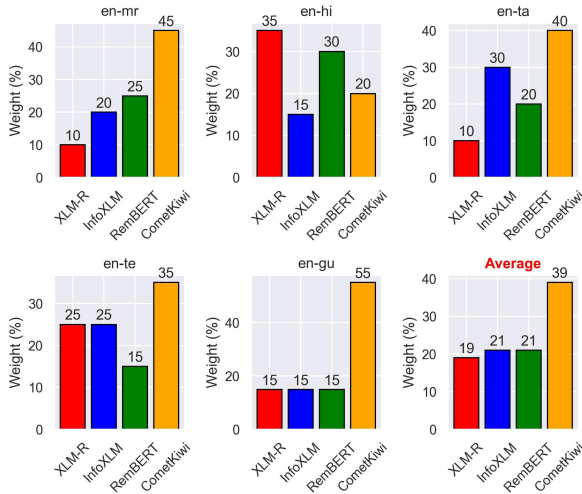 en-mr
Weight (%)
40
30
20
10
0
10
20
25
45
XLM-R
InfoXLM
RemBERT
CometKiwi
en-hi
Weight (%)
30
20
10
0
35
15
30
20
XLM-R
InfoXLM
RemBERT
CometKiwi
en-ta
Weight (%)
40
30
20
10
0
10
30
20
40
XLM-R
InfoXLM
RemBERT
CometKiwi
en-te
Weight (%)
30
20
10
0
25
25
15
35
XLM-R
InfoXLM
RemBERT
CometKiwi
en-gu
Weight (%)
40
20
0
15
15
15
55
XLM-R
InfoXLM
RemBERT
CometKiwi
Average
Weight (%)
40
30
20
10
0
19
21
21
39
XLM-R
InfoXLM
RemBERT
CometKiwi